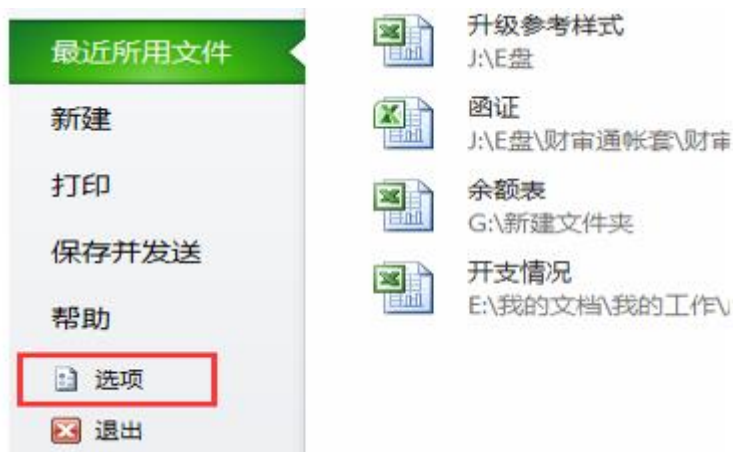 最近所用文件
新建
打印
保存并发送
帮助
选项
退出
升级参考样式
J:\E盘
函证
J:\E盘\财审通帐套\财审
余额表
G:\新建文件夹
开支情况
E:\我的文档\我的工作\